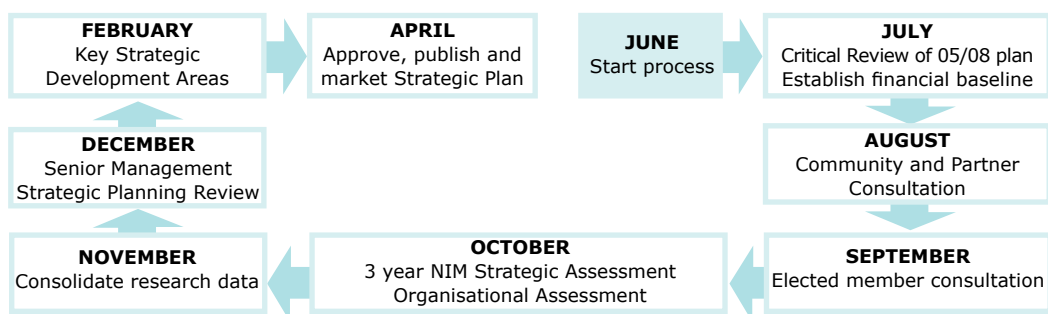 FEBRUARY
Key Strategic
Development Areas
APRIL
Approve, publish and
market Strategic Plan
JUNE
Start process
JULY
Critical Review of 05/08 plan
Establish financial baseline
DECEMBER
Senior Management
Strategic Planning Review
AUGUST
Community and Partner
Consultation
NOVEMBER
Consolidate research data
OCTOBER
3 year NIM Strategic Assessment
Organisational Assessment
SEPTEMBER
Elected member consultation